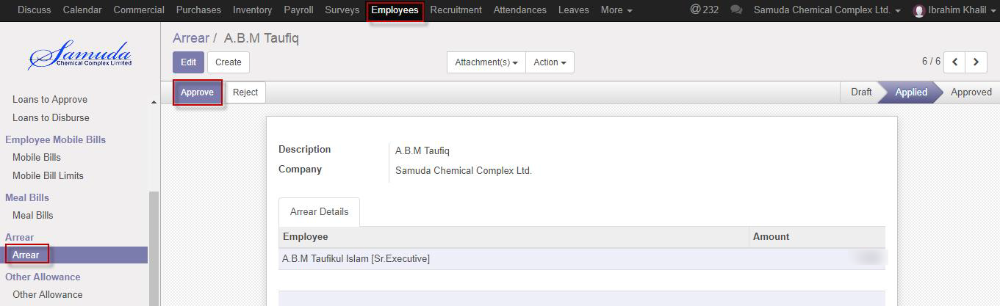 Discuss Calendar Commercial Purchases Inventory Payroll Surveys Employees Recruitment Attendances Leaves More @ 232 Samuda Chemical Complex Ltd. Ibrahim Khalil
Samuda
Chemical Complex Limited
Arrear / A.B.M Taufiq
Edit Create Attachment(s) Action 6 / 6
Approve Reject Draft Applied Approved
Loans to Approve
Loans to Disburse
Employee Mobile Bills
Mobile Bills
Mobile Bill Limits
Meal Bills
Meal Bills
Arrear
Arrear
Other Allowance
Other Allowance
Description A.B.M Taufiq
Company Samuda Chemical Complex Ltd.
Arrear Details
Employee Amount
A.B.M Taufikul Islam [Sr.Executive]